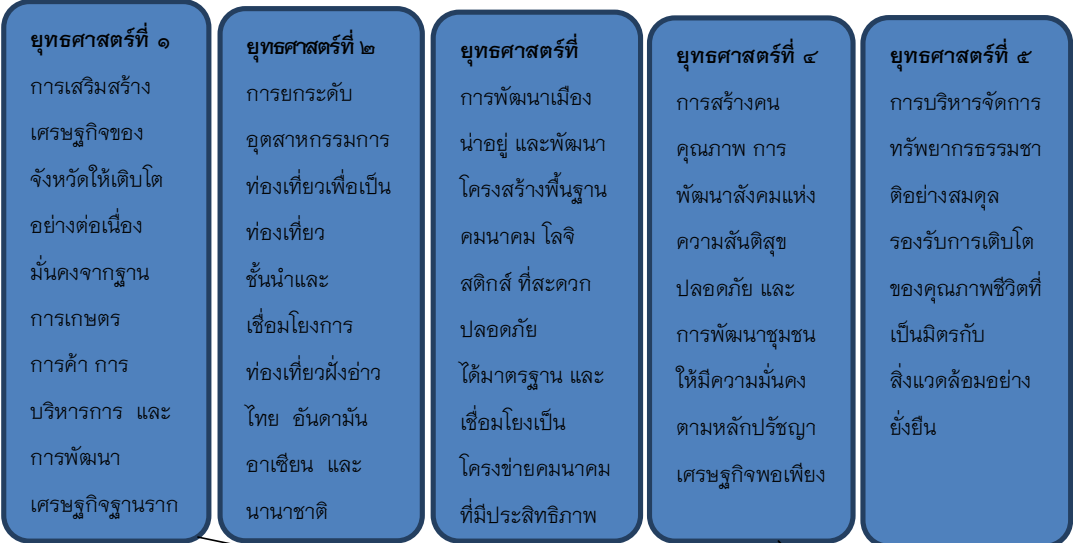 ยุทธศาสตร์ที่ ๑
การเสริมสร้าง
เศรษฐกิจของ
จังหวัดให้เติบโต
อย่างต่อเนื่อง
มั่นคงจากฐาน
การเกษตร
การค้า การ
บริหารการ และ
การพัฒนา
เศรษฐกิจฐานราก
ยุทธศาสตร์ที่ ๒
การยกระดับ
อุตสาหกรรมการ
ท่องเที่ยวเพื่อเป็น
ท่องเที่ยว
ชั้นนำและ
เชื่อมโยงการ
ท่องเที่ยวฝั่งอ่าว
ไทย อันดามัน
อาเซียน และ
นานาชาติ
ยุทธศาสตร์ที่
การพัฒนาเมือง
น่าอยู่ และพัฒนา
โครงสร้างพื้นฐาน
คมนาคม โลจิ
สติกส์ ที่สะดวก
ปลอดภัย
ได้มาตรฐาน และ
เชื่อมโยงเป็น
โครงข่ายคมนาคม
ที่มีประสิทธิภาพ
ยุทธศาสตร์ที่ ๔
การสร้างคน
คุณภาพ การ
พัฒนาสังคมแห่ง
ความสันติสุข
ปลอดภัย และ
การพัฒนาชุมชน
ให้มีความมั่นคง
ตามหลักปรัชญา
เศรษฐกิจพอเพียง
ยุทธศาสตร์ที่ ๕
การบริหารจัดการ
ทรัพยากรธรรมชา
ติอย่างสมดุล
รองรับการเติบโต
ของคุณภาพชีวิตที่
เป็นมิตรกับ
สิ่งแวดล้อมอย่าง
ยั่งยืน